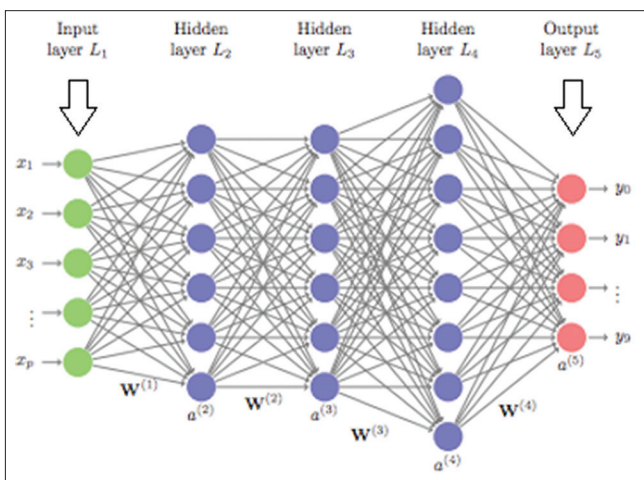 Input
layer L₁
Hidden
layer L₂
Hidden
layer L₃
Hidden
layer L₄
Output
layer L₅
x₁
x₂
x₃
⋮
xₚ
W⁽¹⁾
a⁽²⁾
W⁽²⁾
a⁽³⁾
W⁽³⁾
a⁽⁴⁾
W⁽⁴⁾
a⁽⁵⁾
y₀
y₁
⋮
y₉